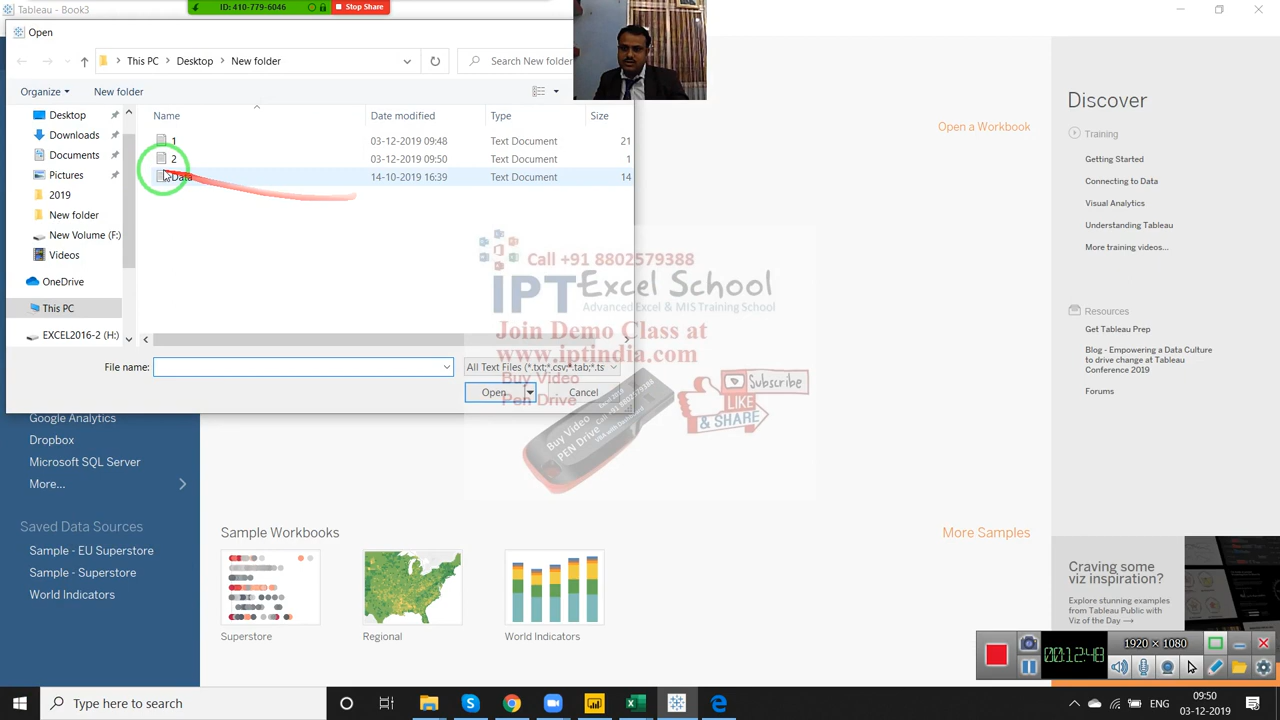 Tableau - Book3
ID: 410-779-6046
Stop Share
Open
This PC
Desktop
New folder
Search New folder
Organize
New folder
Name
Date modified
Type
Size
Desktop
Downloads
Documents
Pictures
2019
New folder
New Volume (F:)
Videos
OneDrive
This PC
EXCEL2016-2 (H:)
1
03-12-2019 09:48
Text Document
21
2
03-12-2019 09:50
Text Document
1
Data
14-10-2019 16:39
Text Document
14
File name:
All Text Files (*.txt;*.csv;*.tab;*.ts
Open
Cancel
Google Analytics
Dropbox
Microsoft SQL Server
More...
Saved Data Sources
Sample - EU Superstore
Sample - Superstore
World Indicators
Open a Workbook
Call +91 8802579388
IPT Excel School
Advanced Excel & MIS Training School
Join Demo Class at
www.iptindia.com
Buy Video
Pen Drive
Buy Video
PEN Drive
Subscribe
LIKE
& SHARE
Sample Workbooks
More Samples
Superstore
Regional
World Indicators
Discover
Training
Getting Started
Connecting to Data
Visual Analytics
Understanding Tableau
More training videos...
Resources
Get Tableau Prep
Blog - Empowering a Data Culture
to drive change at Tableau
Conference 2019
Forums
Craving some
viz inspiration?
Explore stunning examples
from Tableau Public with
Viz of the Day →
1920 × 1080
00:12:48
Type here to search
ENG
09:50
03-12-2019